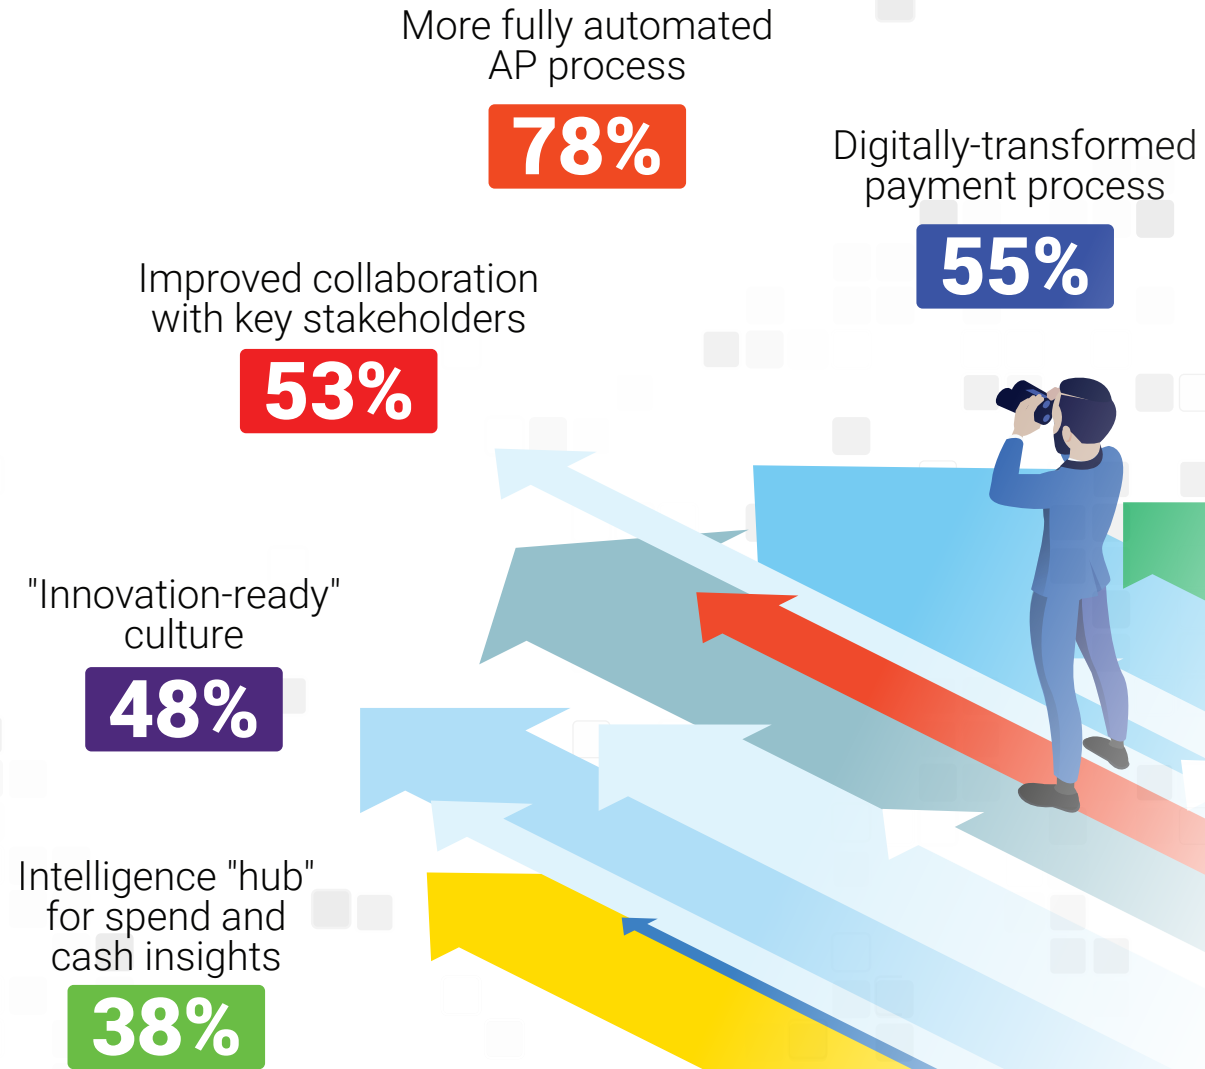 More fully automated
AP process
78%
Digitally-transformed
payment process
55%
Improved collaboration
with key stakeholders
53%
"Innovation-ready"
culture
48%
Intelligence "hub"
for spend and
cash insights
38%